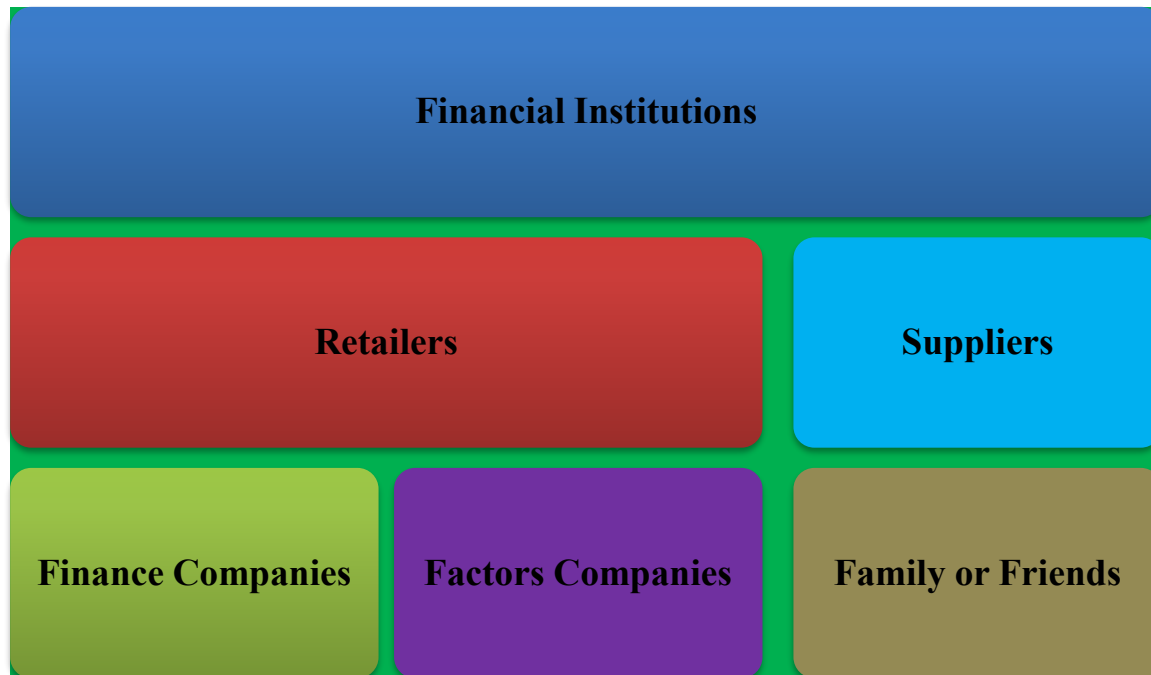 Financial Institutions
Retailers
Suppliers
Finance Companies
Factors Companies
Family or Friends